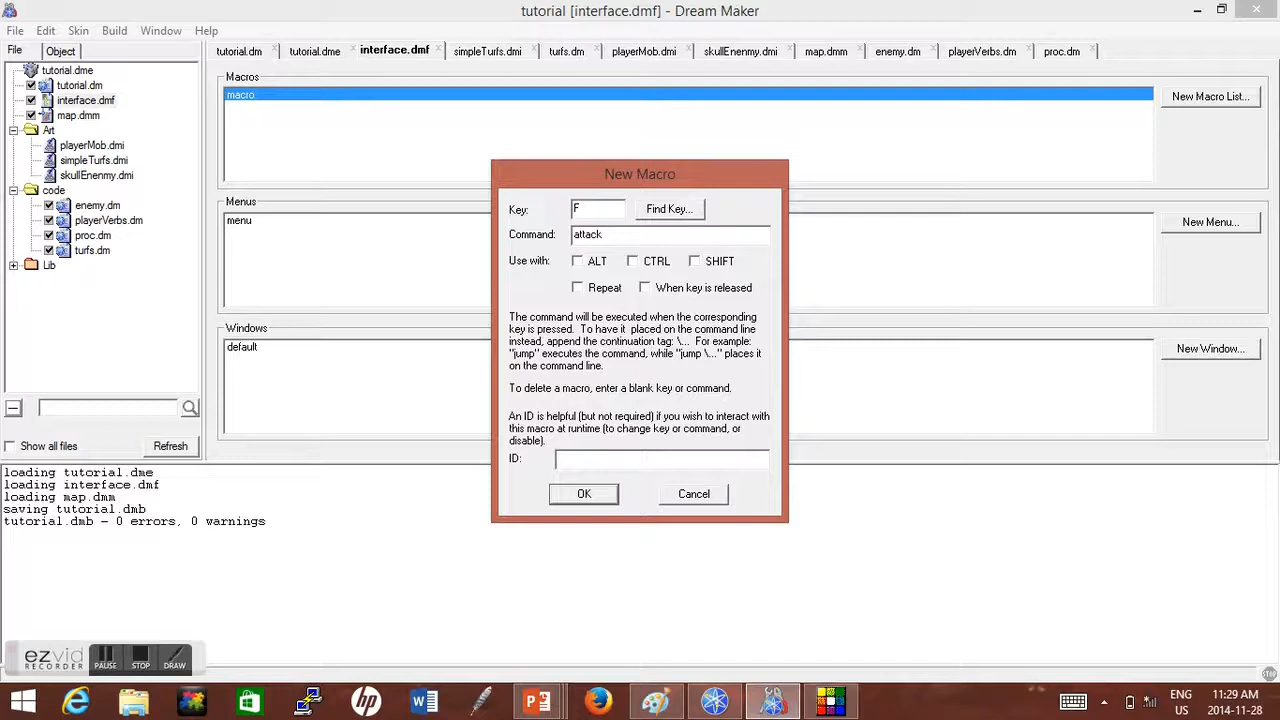 tutorial [interface.dmf] - Dream Maker
File Edit Skin Build Window Help
File Object
tutorial.dm tutorial.dme interface.dmf simpleTurfs.dmi turfs.dm playerMob.dmi skullEnenmy.dmi map.dmm enemy.dm playerVerbs.dm proc.dm
tutorial.dme
tutorial.dm
interface.dmf
map.dmm
Art
playerMob.dmi
simpleTurfs.dmi
skullEnenmy.dmi
code
enemy.dm
playerVerbs.dm
proc.dm
turfs.dm
Lib
Show all files Refresh
Macros
macro
New Macro List...
Menus
menu
New Menu...
Windows
default
New Window...
New Macro
Key: F Find Key...
Command: attack
Use with: ALT CTRL SHIFT
Repeat When key is released
The command will be executed when the corresponding
key is pressed. To have it placed on the command line
instead, append the continuation tag: \... For example:
"jump" executes the command, while "jump \..." places it
on the command line.
To delete a macro, enter a blank key or command.
An ID is helpful (but not required) if you wish to interact with
this macro at runtime (to change key or command, or
disable).
ID:
OK Cancel
loading tutorial.dme
loading interface.dmf
loading map.dmm
saving tutorial.dmb
tutorial.dmb - 0 errors, 0 warnings
ezvid
RECORDER
PAUSE STOP DRAW
ENG
US
11:29 AM
2014-11-28